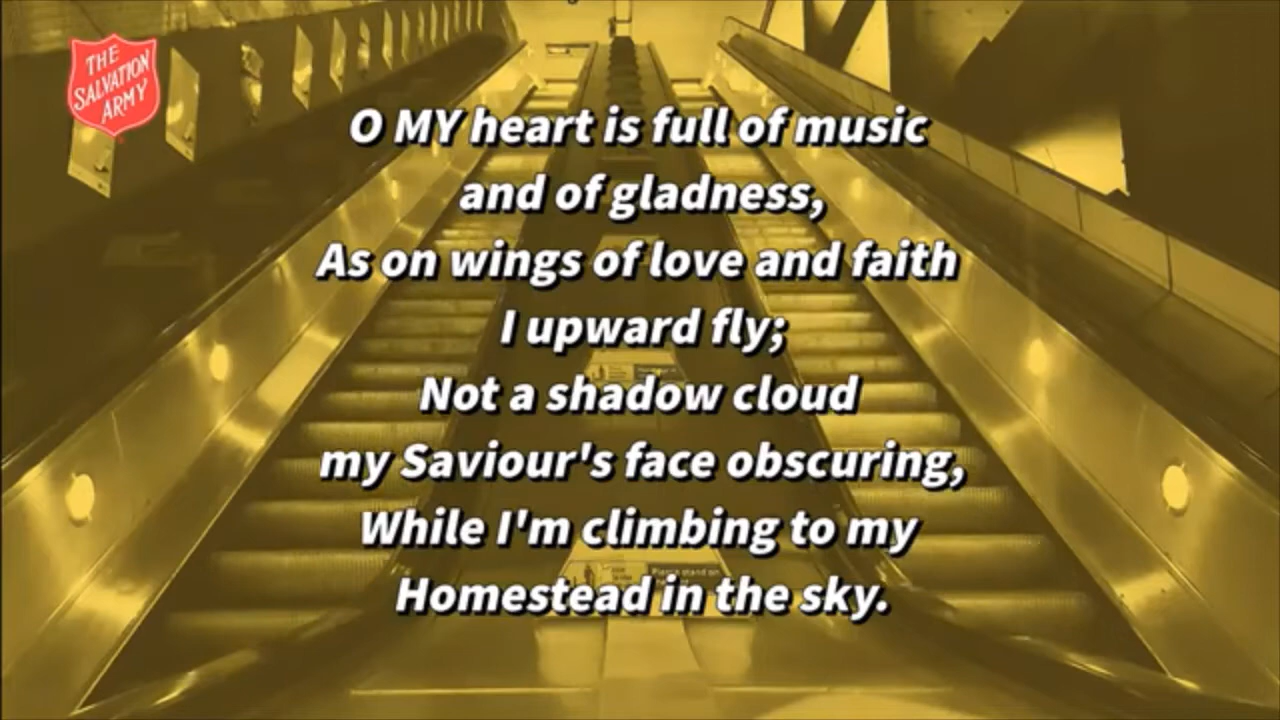 THE
SALVATION
ARMY
O MY heart is full of music
and of gladness,
As on wings of love and faith
I upward fly;
Not a shadow cloud
my Saviour's face obscuring,
While I'm climbing to my
Homestead in the sky.